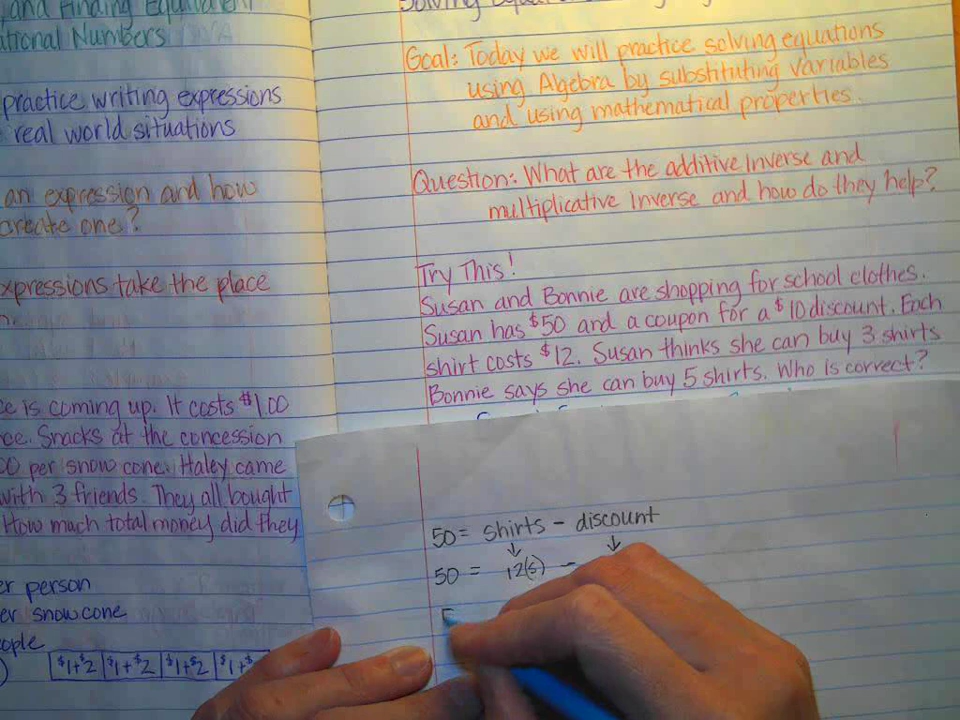 and Finding Equivalent
ational Numbers
practice writing expressions
real world situations
an expression and how
create one?
xpressions take the place
ce is coming up. It costs $1.00
ce. Snacks at the concession
00 per snow cone. Haley came
with 3 friends. They all bought
How much total money did they
er person
er snow cone
ople
$1+$2 $1+$2 $1+$2 $1+$
Goal: Today we will practice solving equations
using Algebra by substituting variables
and using mathematical properties.
Question: What are the additive inverse and
multiplicative inverse and how do they help?
Try This!
Susan and Bonnie are shopping for school clothes.
Susan has $50 and a coupon for a $10 discount. Each
shirt costs $12. Susan thinks she can buy 3 shirts
Bonnie says she can buy 5 shirts. Who is correct?
50 = shirts - discount
50 = 12(s) -
5